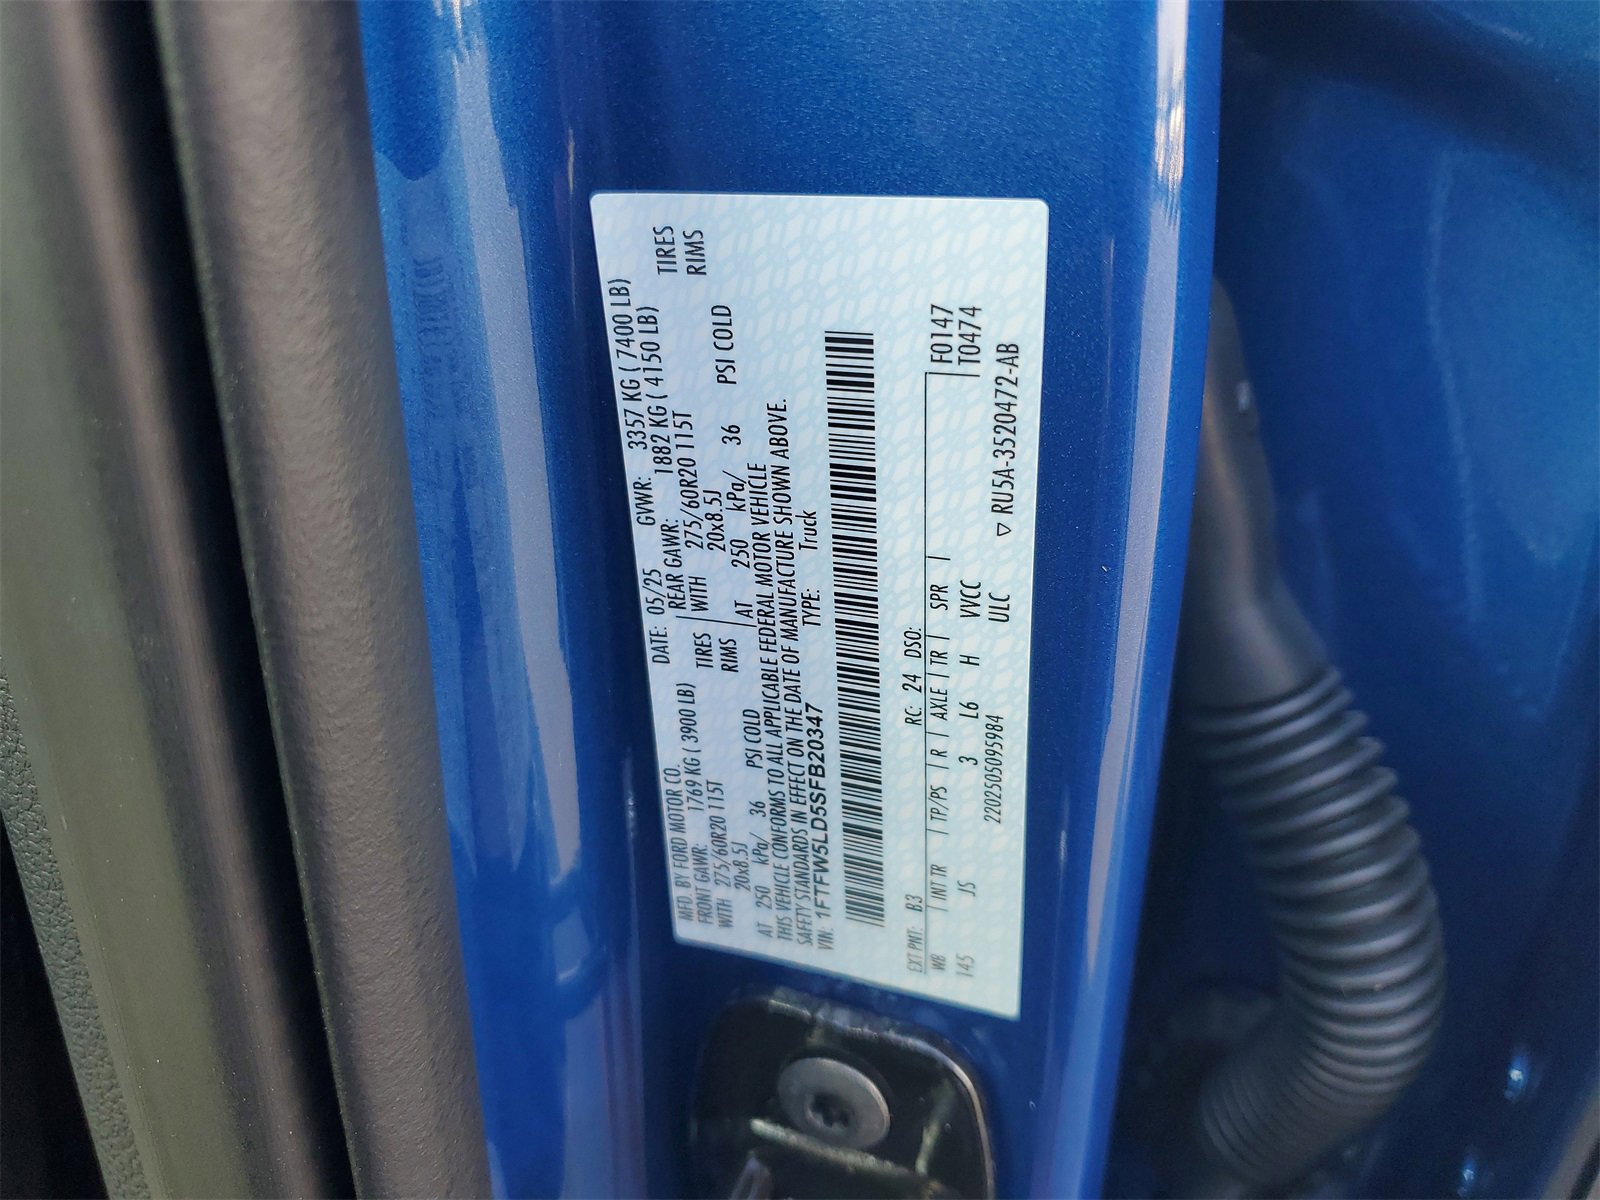 MFD. BY FORD MOTOR CO.
DATE: 05/25 GVWR: 3357 KG ( 7400 LB)
FRONT GAWR: 1769 KG ( 3900 LB) REAR GAWR: 1882 KG ( 4150 LB)
WITH 275/60R20 115T TIRES WITH 275/60R20 115T TIRES
20x8.5J RIMS 20x8.5J RIMS
AT 250 kPa/ 36 PSI COLD AT 250 kPa/ 36 PSI COLD
THIS VEHICLE CONFORMS TO ALL APPLICABLE FEDERAL MOTOR VEHICLE
SAFETY STANDARDS IN EFFECT ON THE DATE OF MANUFACTURE SHOWN ABOVE.
VIN: 1FTFW5LD5SFB20347 TYPE: Truck
EXT PNT: B3 RC: 24 DSO:
WB | INT TR | TP/PS | R | AXLE | TR | SPR | F0147
145 JS 3 L6 H VVCC T0474
2202505095984 ULC ▽ RU5A-3520472-AB